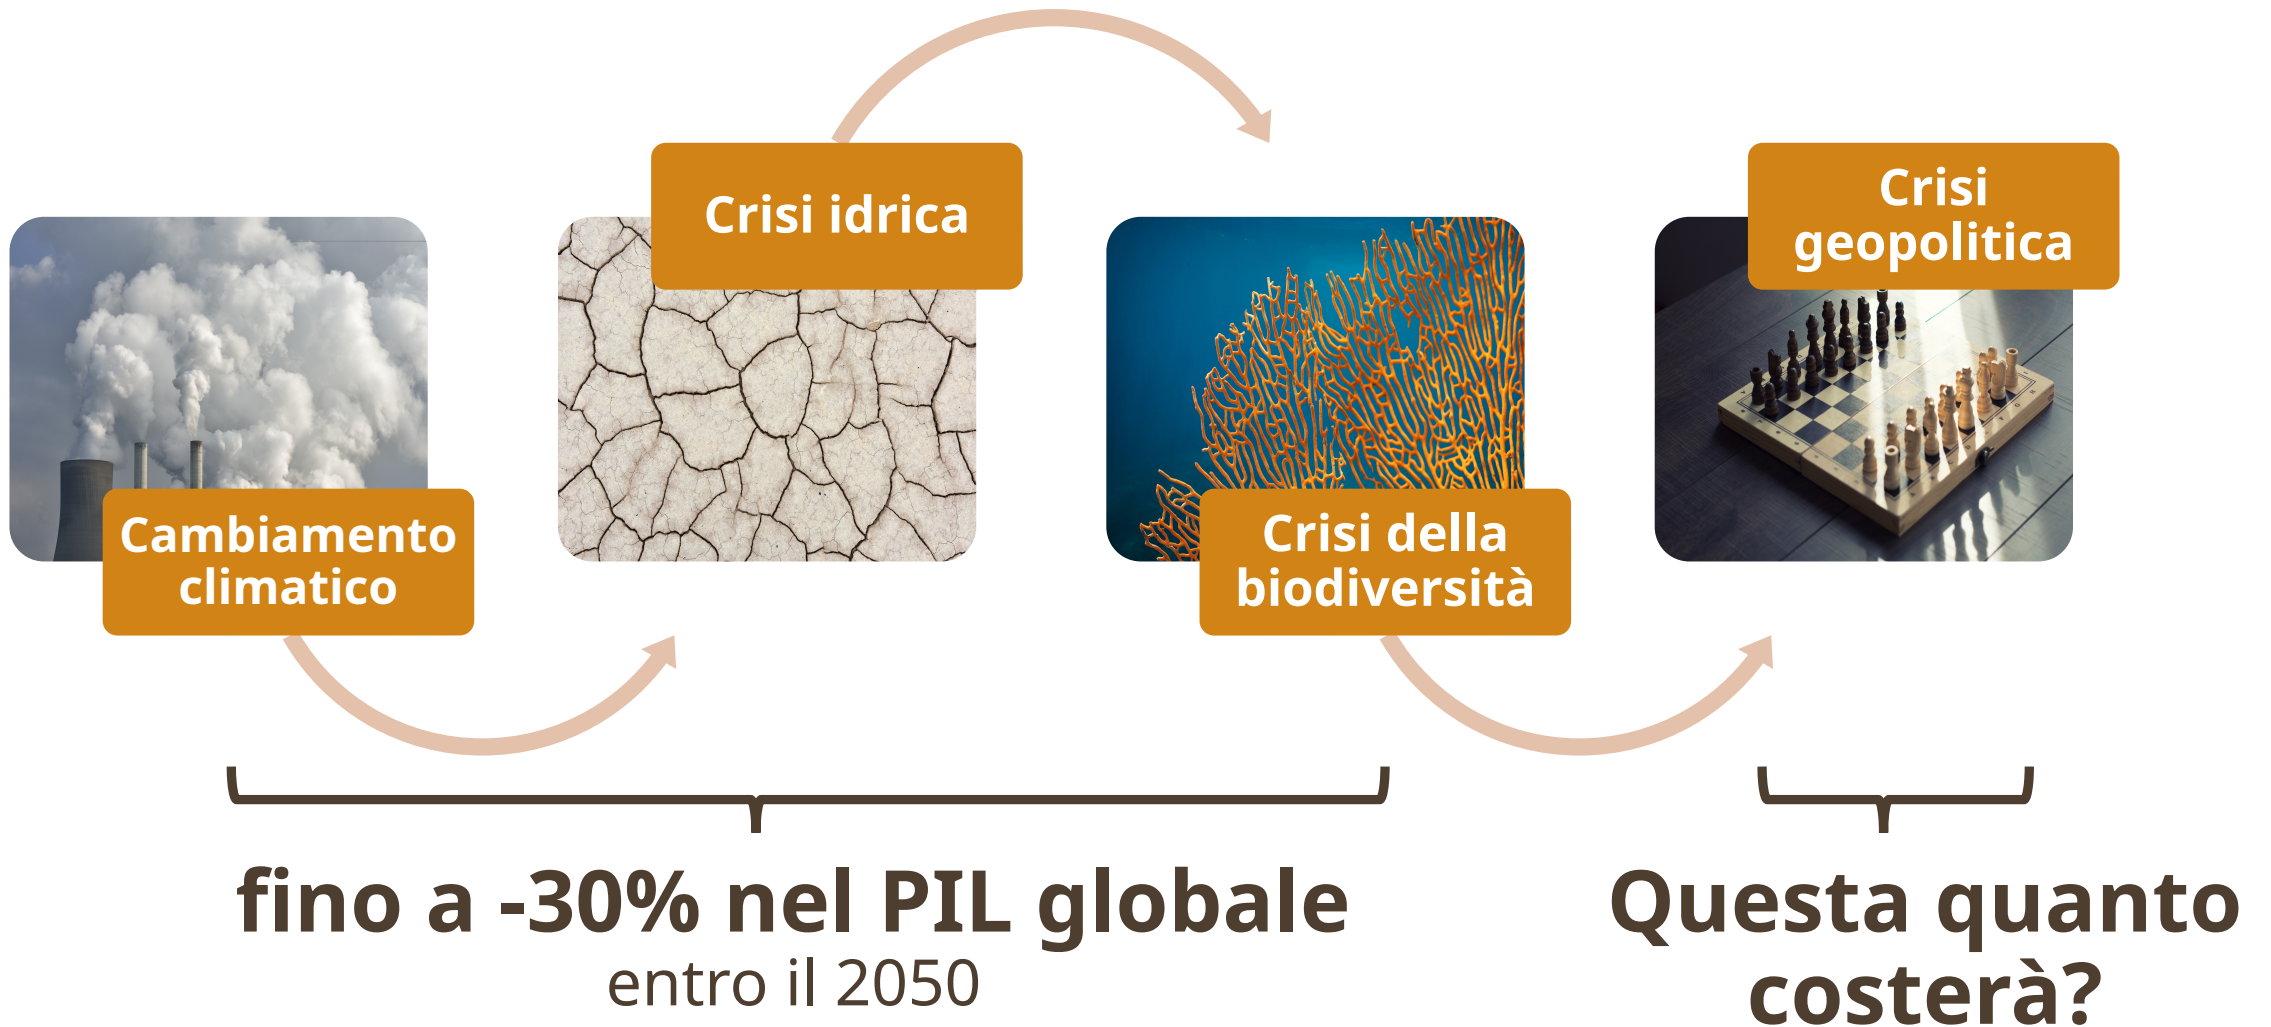 Crisi idrica
Crisi
geopolitica
Cambiamento
climatico
Crisi della
biodiversità
fino a -30% nel PIL globale
entro il 2050
Questa quanto
costerà?